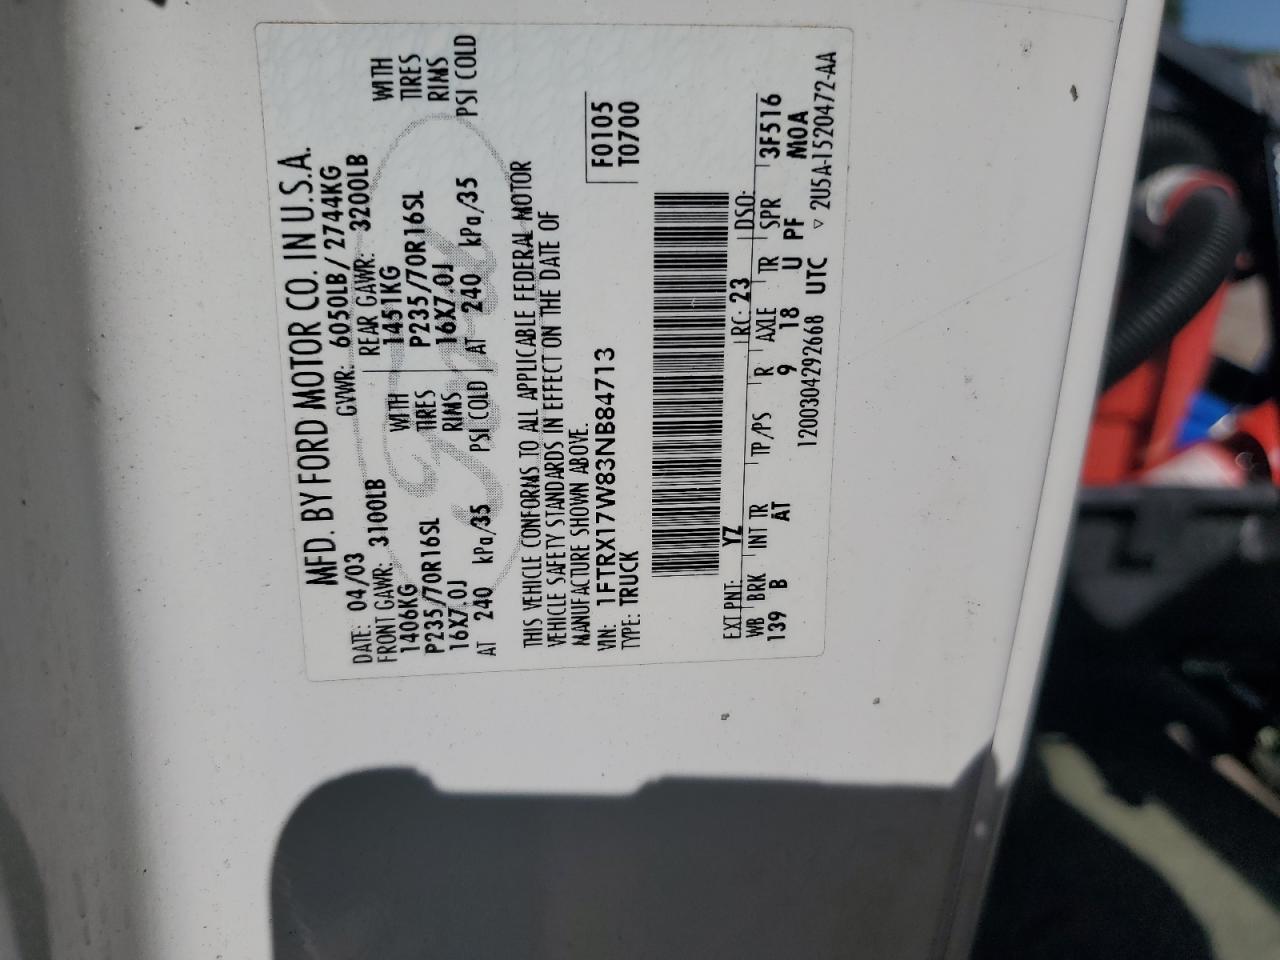 MFD. BY FORD MOTOR CO. IN U.S.A.
DATE: 04/03 GVWR: 6050LB / 2744KG
FRONT GAWR: 3100LB REAR GAWR: 3200LB
1406KG WITH 1451KG WITH
P235/70R16SL TIRES P235/70R16SL TIRES
16X7.0J RIMS 16X7.0J RIMS
AT 240 kPa/35 PSI COLD AT 240 kPa/35 PSI COLD
THIS VEHICLE CONFORMS TO ALL APPLICABLE FEDERAL MOTOR
VEHICLE SAFETY STANDARDS IN EFFECT ON THE DATE OF
MANUFACTURE SHOWN ABOVE.
VIN: 1FTRX17W83NB84713 F0105
TYPE: TRUCK T0700
EXT PNT: YZ RC: 23 DSO:
WB BRK INT TR TP/PS R AXLE TR SPR 3F516
139 B AT 9 18 U PF M0A
1200304292668 UTC ▿ 2U5A-1520472-AA
Ford